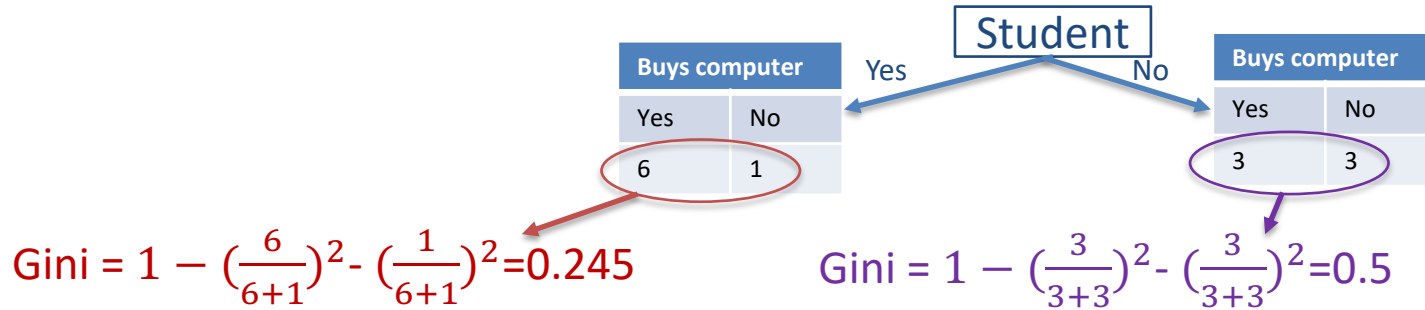 Student
Yes
No
Buys computer
Yes No
6 1
Buys computer
Yes No
3 3
Gini = 1 − (6/(6+1))² - (1/(6+1))²=0.245
Gini = 1 − (3/(3+3))² - (3/(3+3))²=0.5